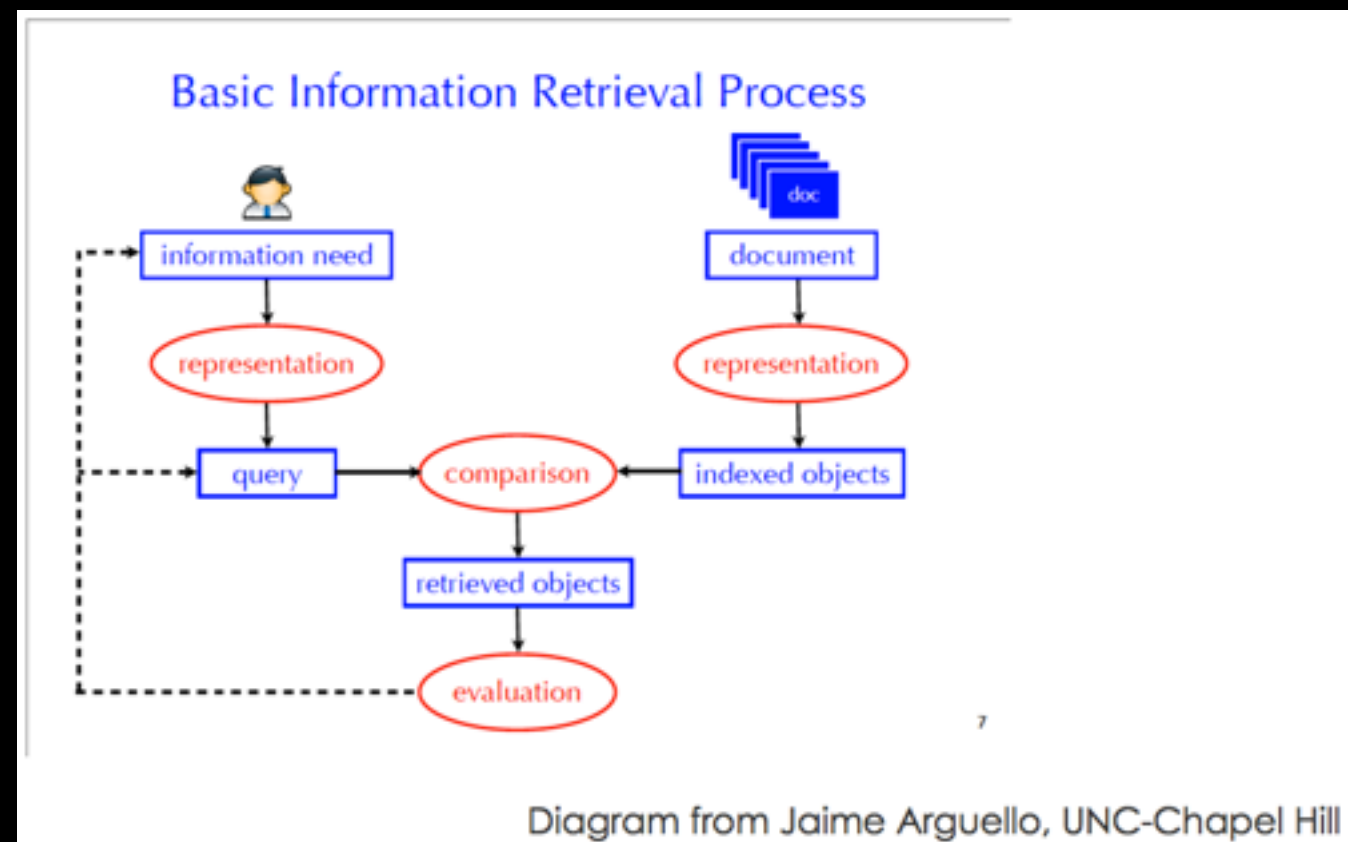 Basic Information Retrieval Process
doc
information need
document
representation
representation
query
comparison
indexed objects
retrieved objects
evaluation
7
Diagram from Jaime Arguello, UNC-Chapel Hill